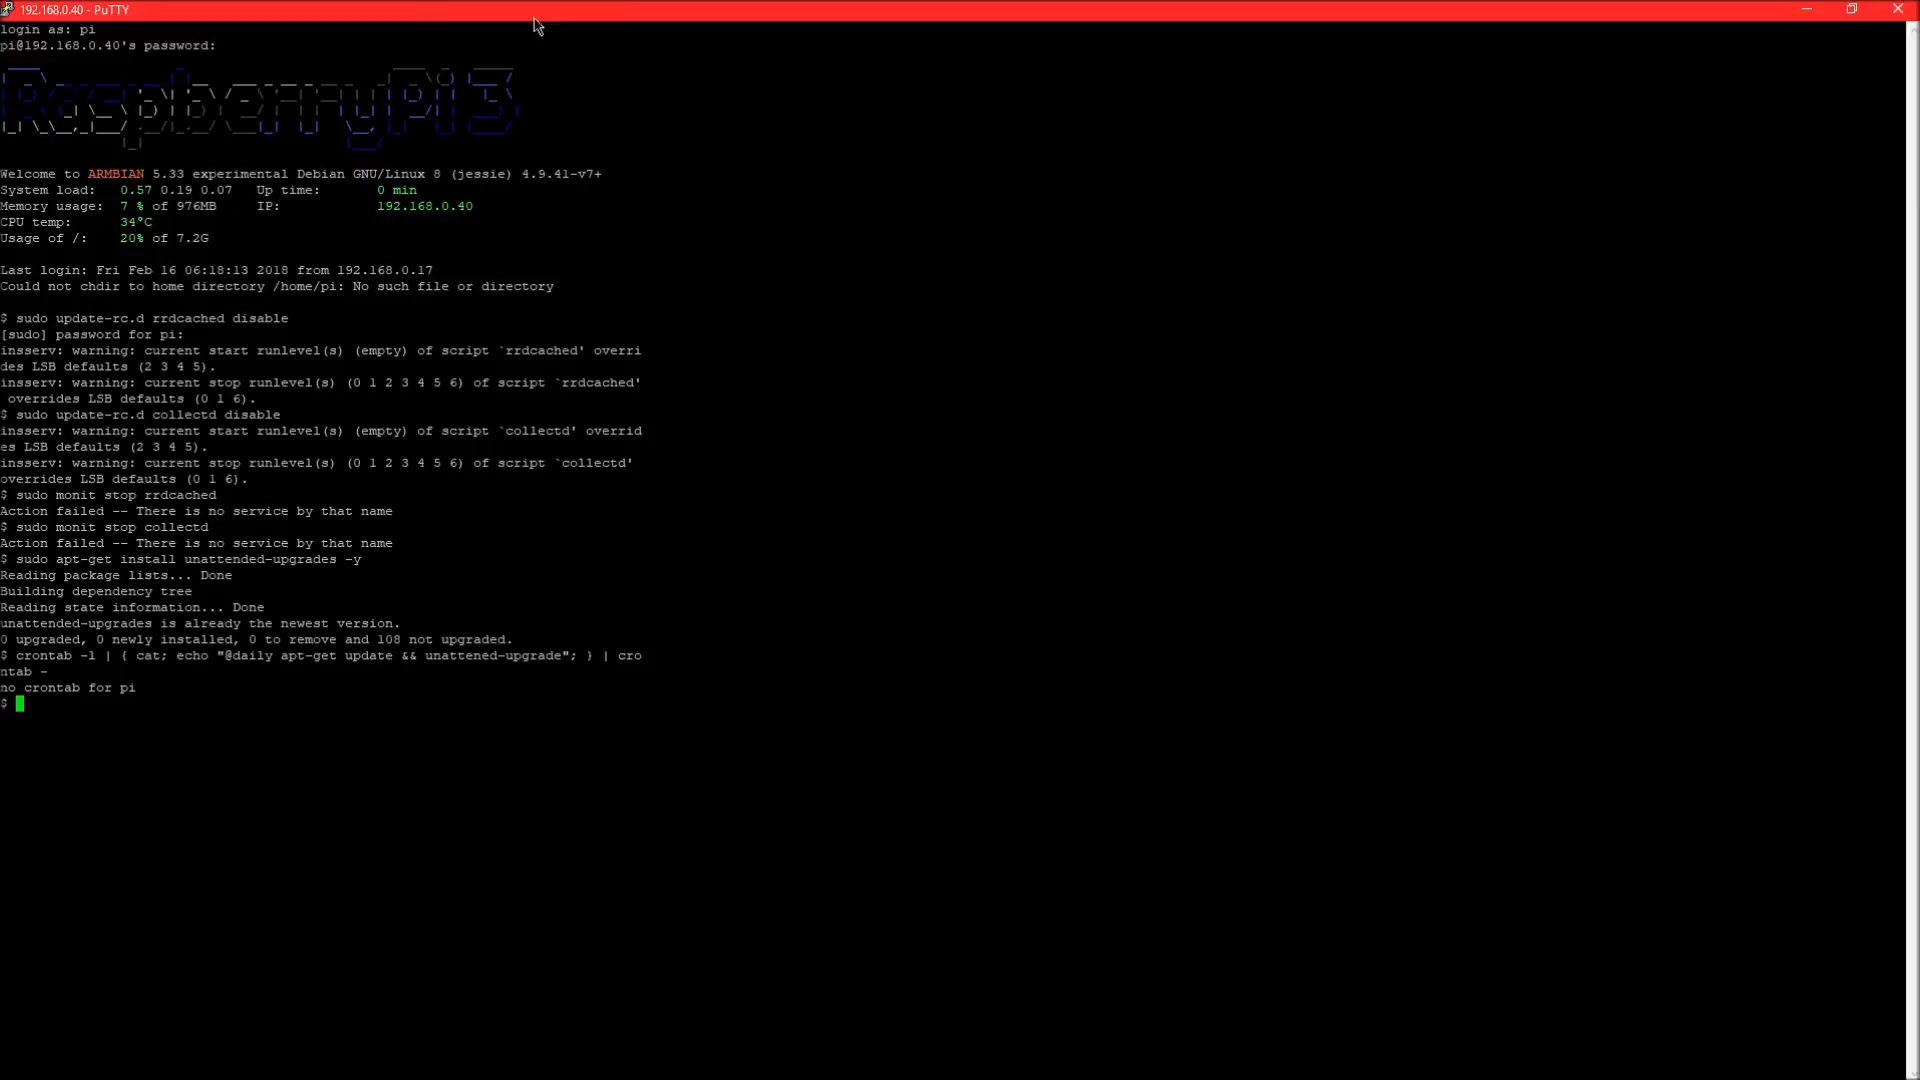 192.168.0.40 - PuTTY
login as: pi
pi@192.168.0.40's password:
RaspberryPi3
Welcome to ARMBIAN 5.33 experimental Debian GNU/Linux 8 (jessie) 4.9.41-v7+
System load:   0.57 0.19 0.07   Up time:       0 min
Memory usage:  7 % of 976MB     IP:            192.168.0.40
CPU temp:      34°C
Usage of /:    20% of 7.2G
Last login: Fri Feb 16 06:18:13 2018 from 192.168.0.17
Could not chdir to home directory /home/pi: No such file or directory
$ sudo update-rc.d rrdcached disable
[sudo] password for pi:
insserv: warning: current start runlevel(s) (empty) of script `rrdcached' overri
des LSB defaults (2 3 4 5).
insserv: warning: current stop runlevel(s) (0 1 2 3 4 5 6) of script `rrdcached'
 overrides LSB defaults (0 1 6).
$ sudo update-rc.d collectd disable
insserv: warning: current start runlevel(s) (empty) of script `collectd' overrid
es LSB defaults (2 3 4 5).
insserv: warning: current stop runlevel(s) (0 1 2 3 4 5 6) of script `collectd'
overrides LSB defaults (0 1 6).
$ sudo monit stop rrdcached
Action failed -- There is no service by that name
$ sudo monit stop collectd
Action failed -- There is no service by that name
$ sudo apt-get install unattended-upgrades -y
Reading package lists... Done
Building dependency tree
Reading state information... Done
unattended-upgrades is already the newest version.
0 upgraded, 0 newly installed, 0 to remove and 108 not upgraded.
$ crontab -l | { cat; echo "@daily apt-get update && unattened-upgrade"; } | cro
ntab -
no crontab for pi
$